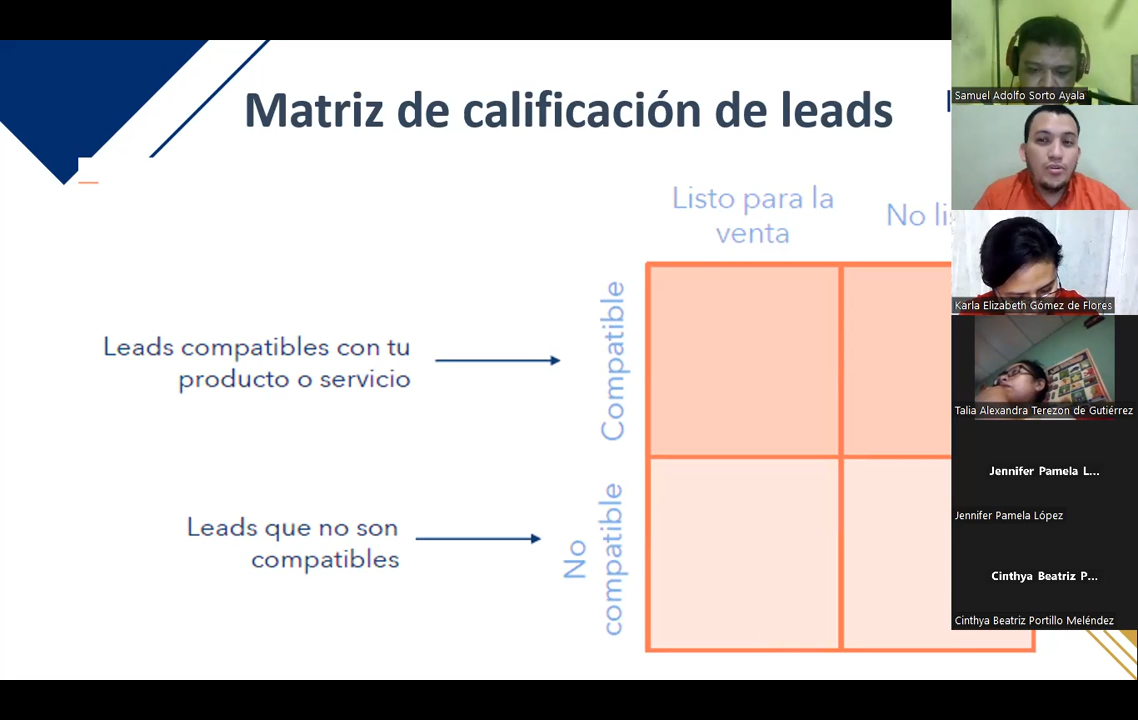 Matriz de calificación de leads
Samuel Adolfo Sorto Ayala
Listo para la
venta
No
Karla Elizabeth Gómez de Flores
Leads compatibles con tu
producto o servicio
Compatible
Talia Alexandra Terezon de Gutiérrez
Jennifer Pamela L...
Jennifer Pamela López
Leads que no son
compatibles
No
compatible
Cinthya Beatriz P...
Cinthya Beatriz Portillo Meléndez